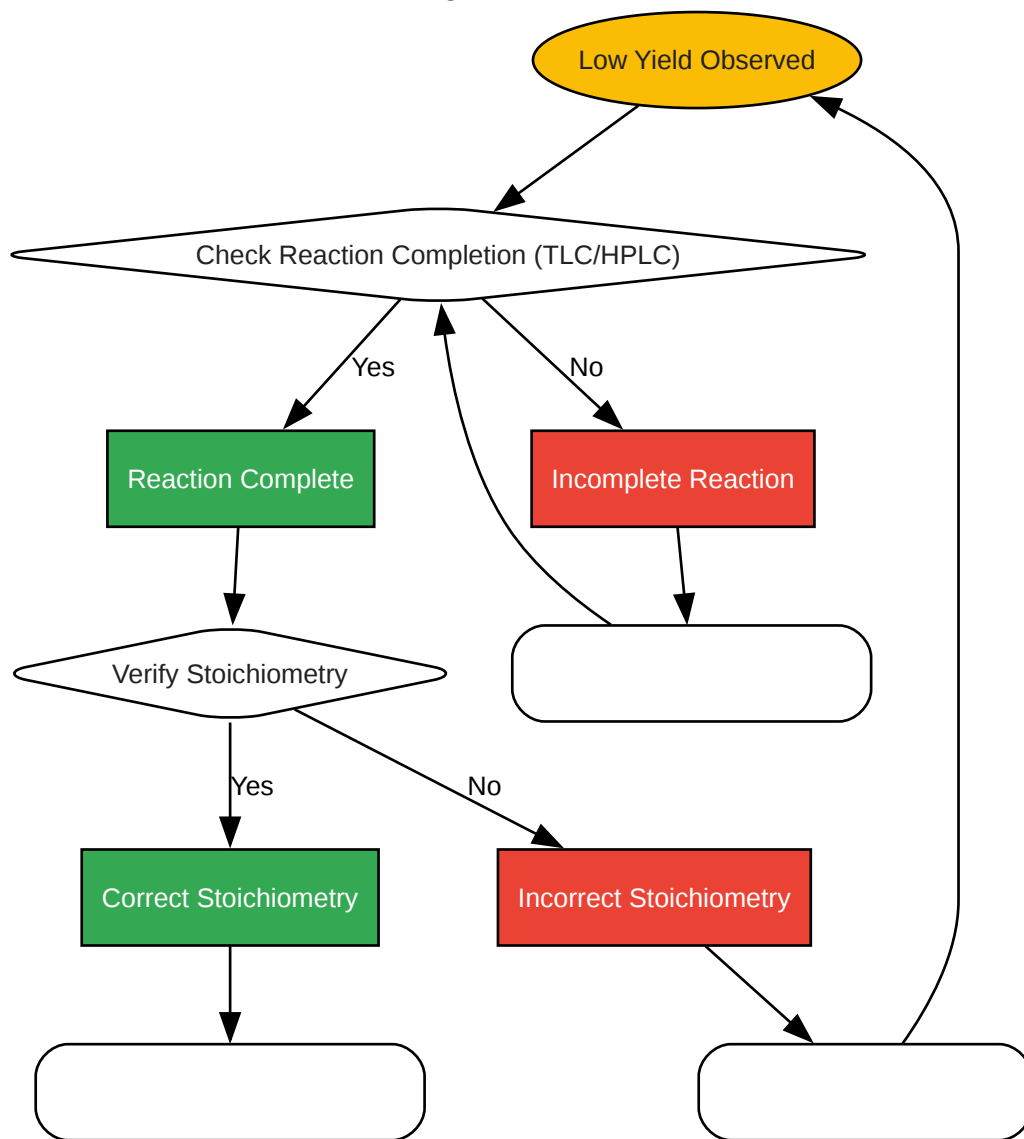 Low Yield Observed
Check Reaction Completion (TLC/HPLC)
Yes
No
Reaction Complete
Incomplete Reaction
Verify Stoichiometry
Yes
No
Correct Stoichiometry
Incorrect Stoichiometry